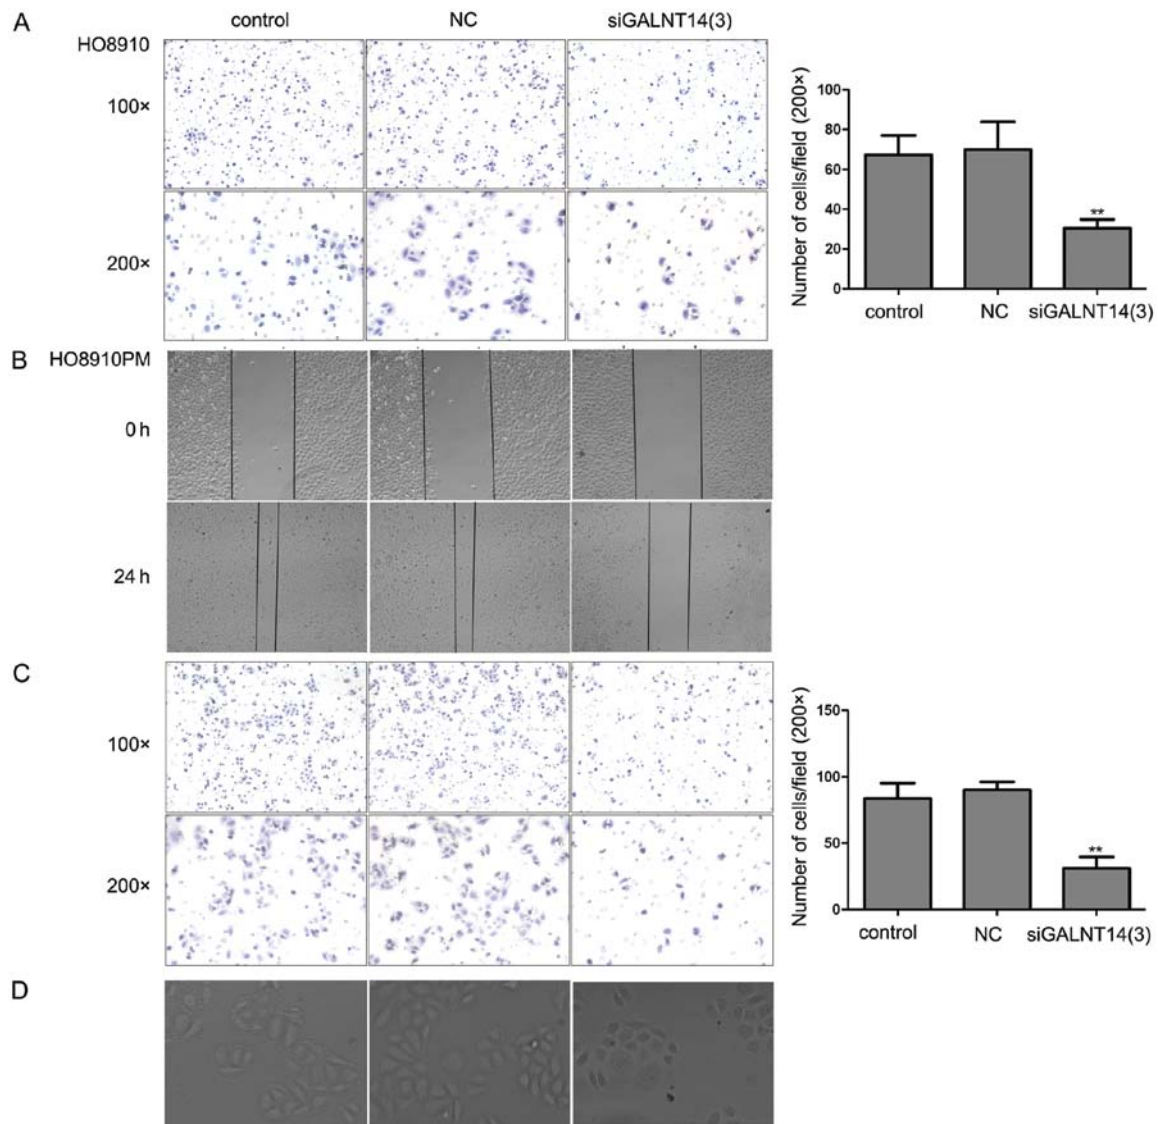 A
control NC siGALNT14(3)
HO8910
100×
200×
Number of cells/field (200×)
100
80
60
40
20
0
**
control NC siGALNT14(3)
B
HO8910PM
0 h
24 h
C
100×
200×
Number of cells/field (200×)
150
100
50
0
**
control NC siGALNT14(3)
D